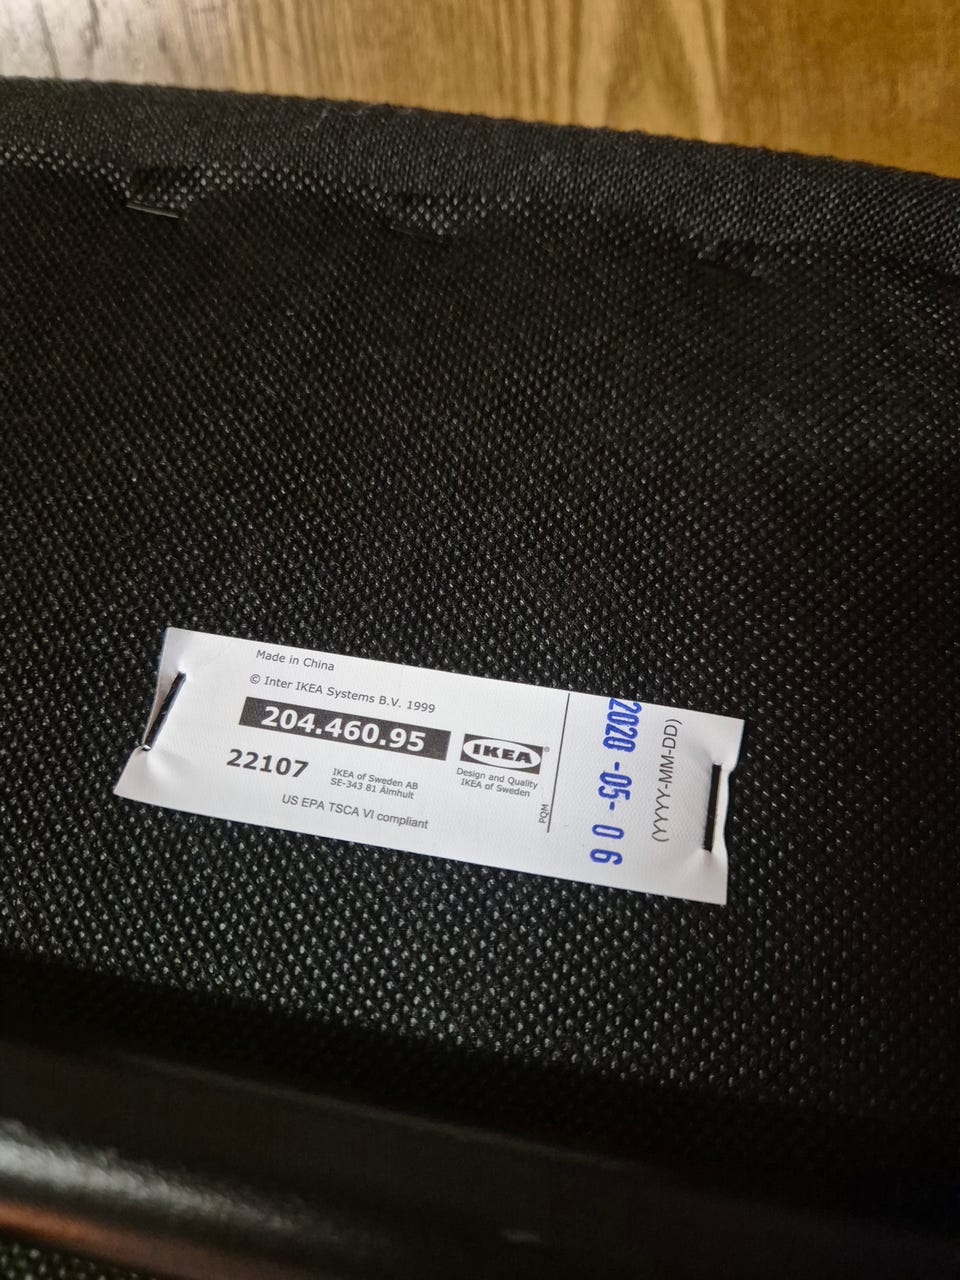 Made in China
© Inter IKEA Systems B.V. 1999
204.460.95
22107
IKEA of Sweden AB
SE-343 81 Älmhult
US EPA TSCA VI compliant
IKEA®
Design and Quality
IKEA of Sweden
PQM
2020 -05- 0 6
(YYYY-MM-DD)